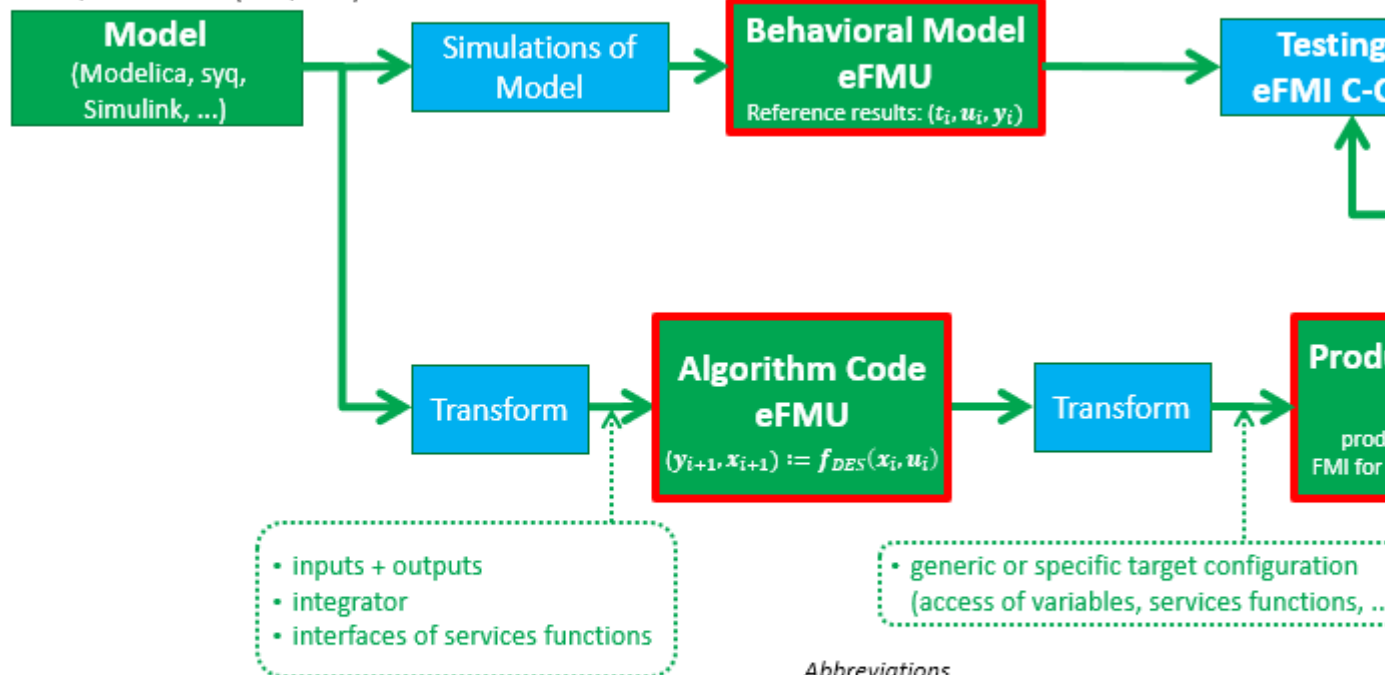 Model
(Modelica, syq,
Simulink, ...)
Simulations of
Model
Behavioral Model
eFMU
Reference results: (tᵢ, uᵢ, yᵢ)
Testing
eFMI C-
Transform
Algorithm Code
eFMU
(yᵢ₊₁, xᵢ₊₁) := f_DES(xᵢ, uᵢ)
Transform
FMI for
• inputs + outputs
• integrator
• interfaces of services functions
• generic or specific target configuration
(access of variables, services functions, ..
Abbreviations